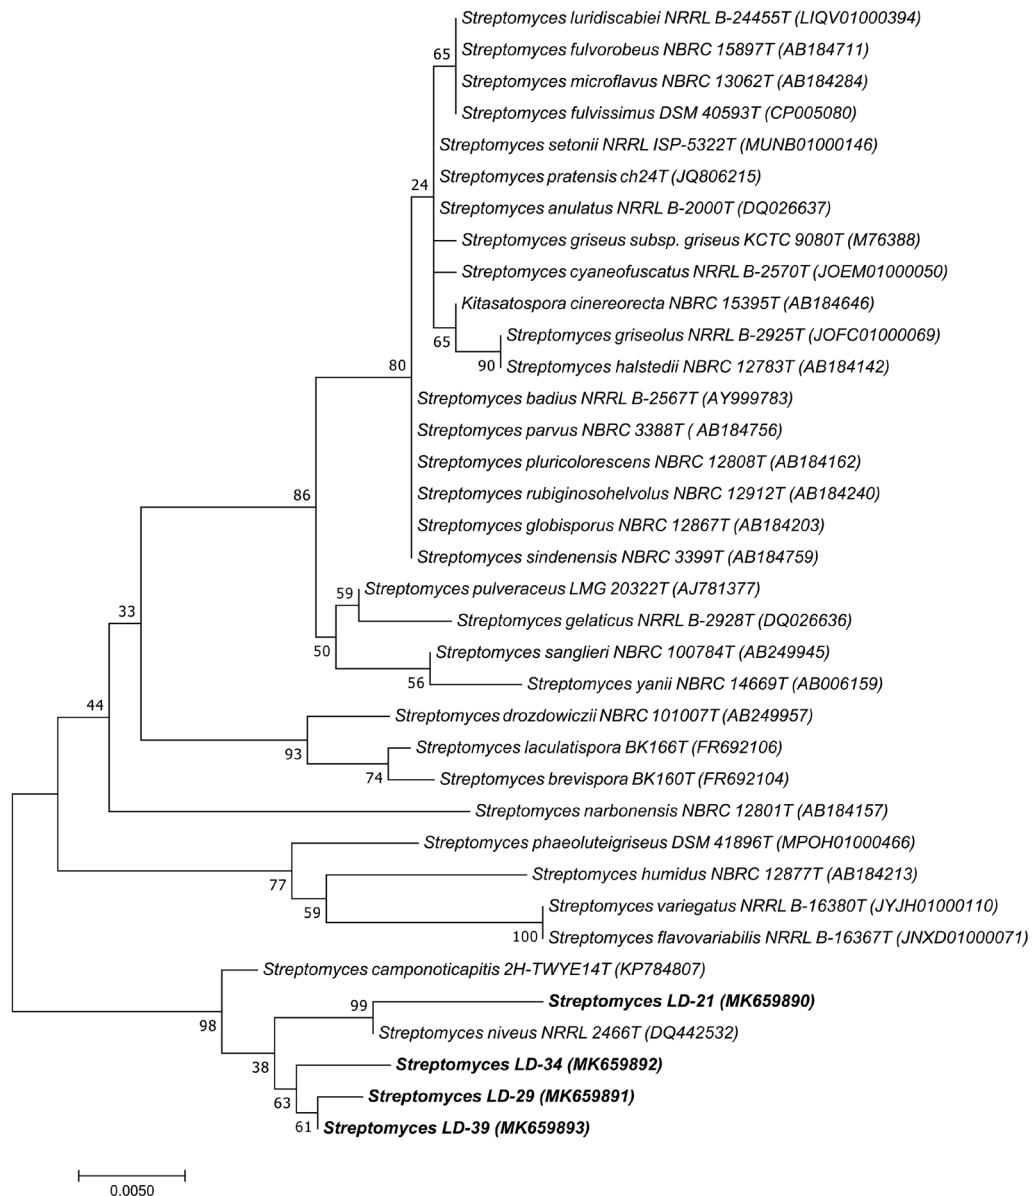 Streptomyces luridiscabiei NRRL B-24455T (LIQV01000394)
65
Streptomyces fulvorobeus NBRC 15897T (AB184711)
Streptomyces microflavus NBRC 13062T (AB184284)
Streptomyces fulvissimus DSM 40593T (CP005080)
Streptomyces setonii NRRL ISP-5322T (MUNB01000146)
24
Streptomyces pratensis ch24T (JQ806215)
Streptomyces anulatus NRRL B-2000T (DQ026637)
Streptomyces griseus subsp. griseus KCTC 9080T (M76388)
Streptomyces cyaneofuscatus NRRL B-2570T (JOEM01000050)
Kitasatospora cinereorecta NBRC 15395T (AB184646)
65
Streptomyces griseolus NRRL B-2925T (JOFC01000069)
80
90
Streptomyces halstedii NBRC 12783T (AB184142)
Streptomyces badius NRRL B-2567T (AY999783)
Streptomyces parvus NBRC 3388T ( AB184756)
Streptomyces pluricolorescens NBRC 12808T (AB184162)
86
Streptomyces rubiginosohelvolus NBRC 12912T (AB184240)
Streptomyces globisporus NBRC 12867T (AB184203)
Streptomyces sindenensis NBRC 3399T (AB184759)
59
Streptomyces pulveraceus LMG 20322T (AJ781377)
33
Streptomyces gelaticus NRRL B-2928T (DQ026636)
50
Streptomyces sanglieri NBRC 100784T (AB249945)
56
Streptomyces yanii NBRC 14669T (AB006159)
44
Streptomyces drozdowiczii NBRC 101007T (AB249957)
93
Streptomyces laculatispora BK166T (FR692106)
74
Streptomyces brevispora BK160T (FR692104)
Streptomyces narbonensis NBRC 12801T (AB184157)
Streptomyces phaeoluteigriseus DSM 41896T (MPOH01000466)
77
Streptomyces humidus NBRC 12877T (AB184213)
59
Streptomyces variegatus NRRL B-16380T (JYJH01000110)
100
Streptomyces flavovariabilis NRRL B-16367T (JNXD01000071)
Streptomyces camponoticapitis 2H-TWYE14T (KP784807)
99
Streptomyces LD-21 (MK659890)
98
Streptomyces niveus NRRL 2466T (DQ442532)
38
Streptomyces LD-34 (MK659892)
63
Streptomyces LD-29 (MK659891)
61
Streptomyces LD-39 (MK659893)
0.0050